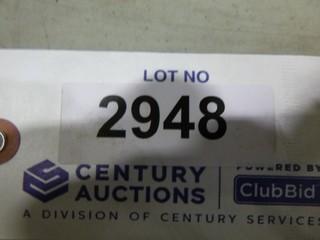 LOT NO
2948
CENTURY
AUCTIONS
POWERED BY
ClubBid
A DIVISION OF CENTURY SERVICES